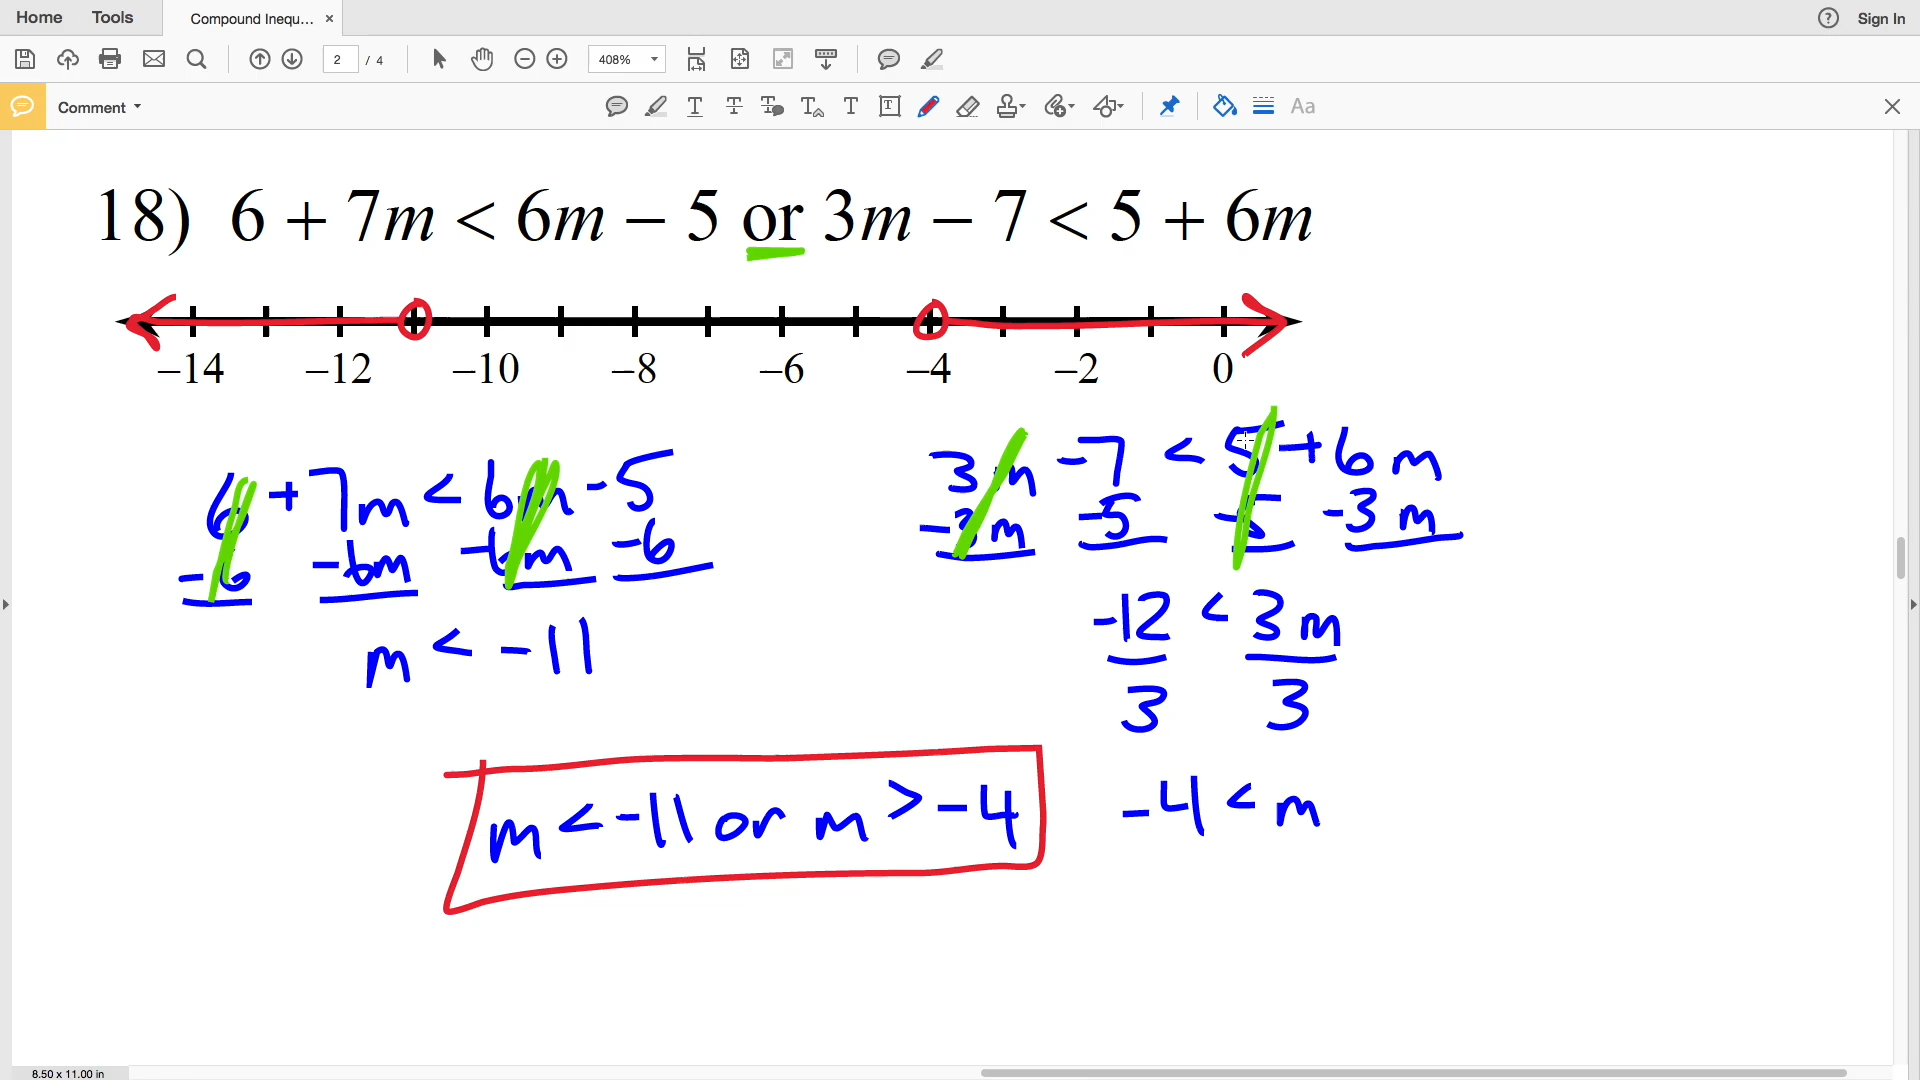 Home Tools Compound Inequ... × ? Sign In
2 / 4 408%
Comment T T T T T T Aa
18) 6 + 7m < 6m − 5 or 3m − 7 < 5 + 6m
−14 −12 −10 −8 −6 −4 −2 0
6 + 7m < 6m - 5
-6 -6m -6m -6
m < -11
3m - 7 < 5 + 6m
-3m -5 -5 -3m
-12 < 3m
3 3
-4 < m
m < -11 or m > -4
8.50 x 11.00 in